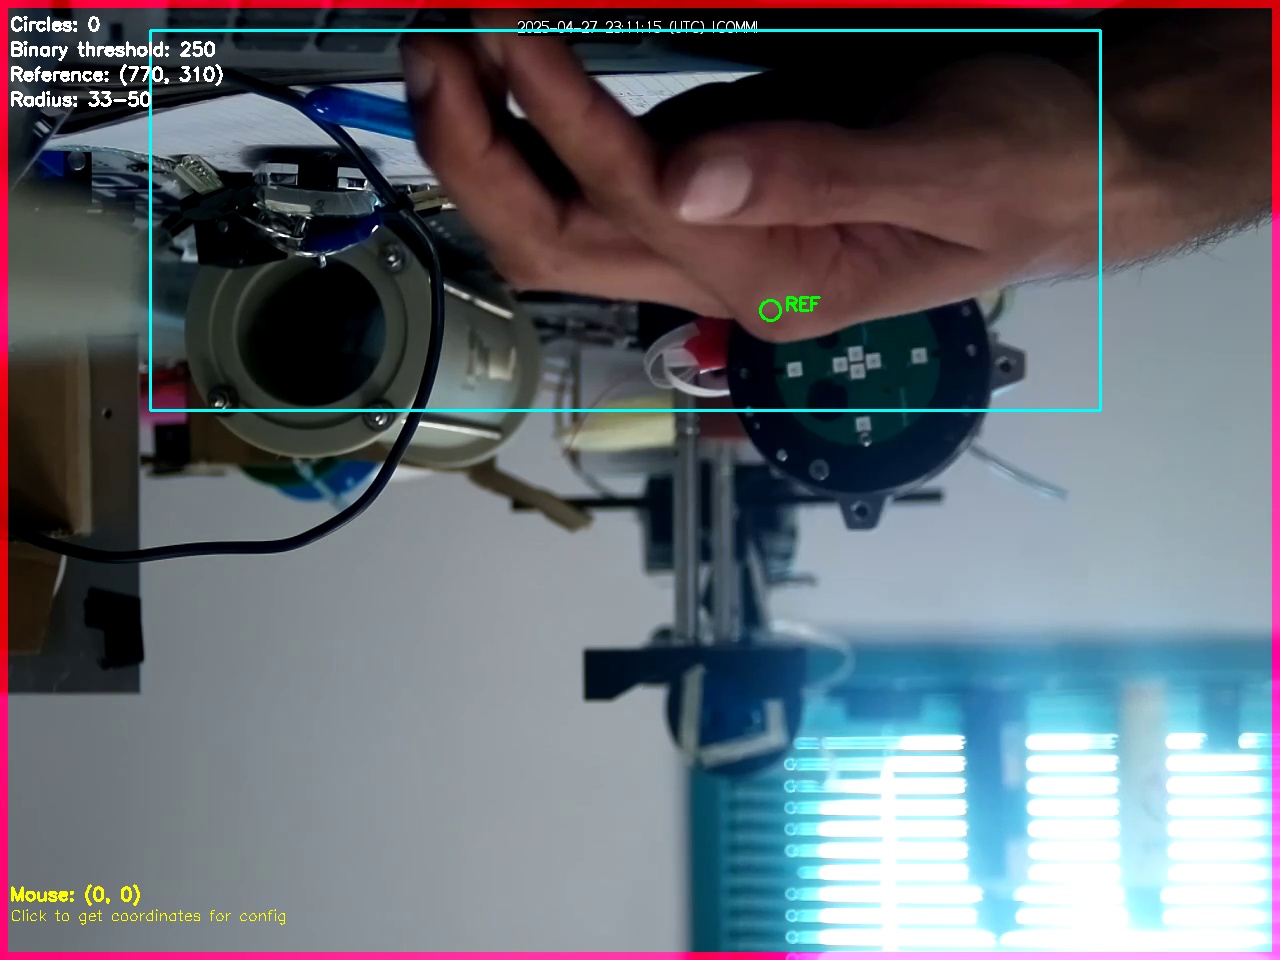 Circles: 0
2025-04-27 23:11:15 (UTC)
Binary threshold: 250
Reference: (770, 310)
Radius: 33-50
REF
Mouse: (0, 0)
Click to get coordinates for config